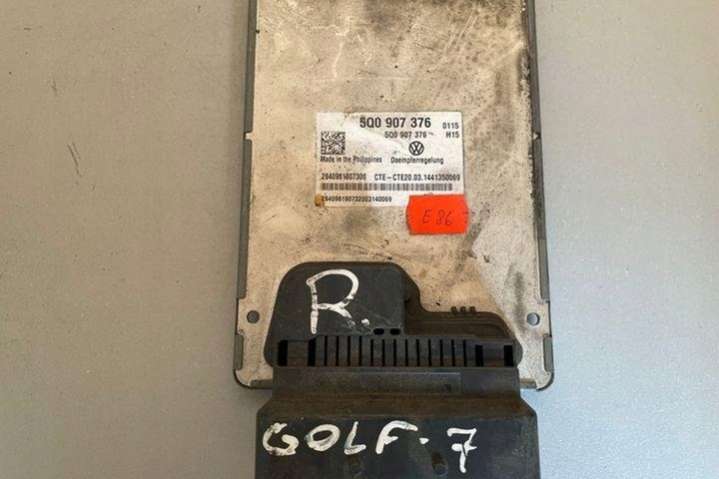 5Q0 907 376 0115
5Q0 907 376 H15
Made in the Philippines Daempferregelung
CTE-CTE20.03.1441350069
E 86
R.
GOLF-7